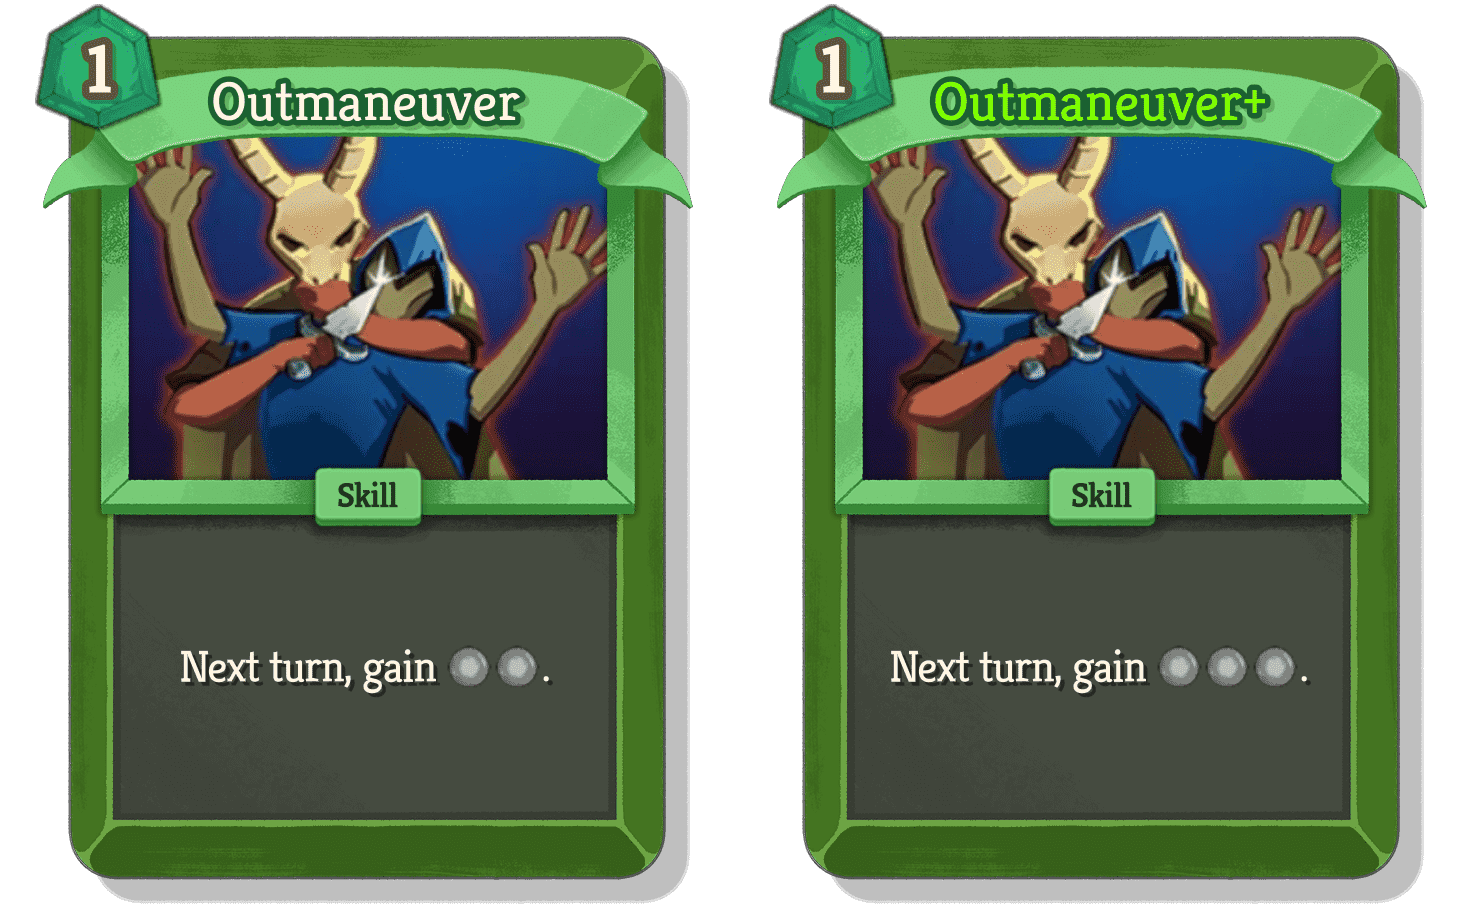 1
Outmaneuver
Skill
Next turn, gain .
1
Outmaneuver+
Skill
Next turn, gain .